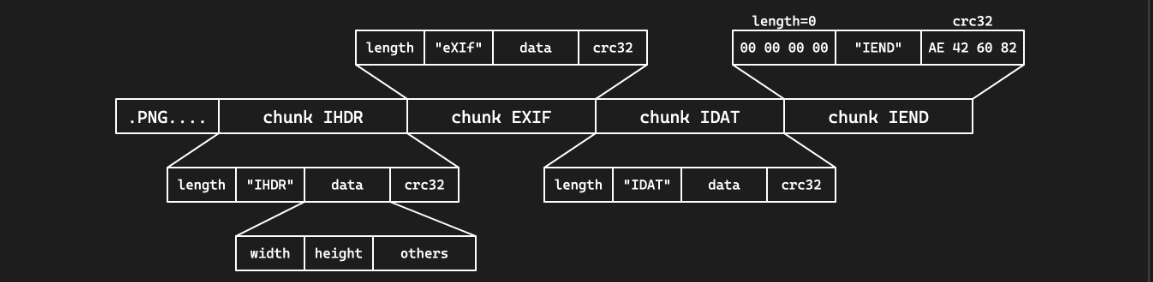 length=0 crc32
length "eXIf" data crc32 00 00 00 00 "IEND" AE 42 60 82
.PNG.... chunk IHDR chunk EXIF chunk IDAT chunk IEND
length "IHDR" data crc32 length "IDAT" data crc32
width height others